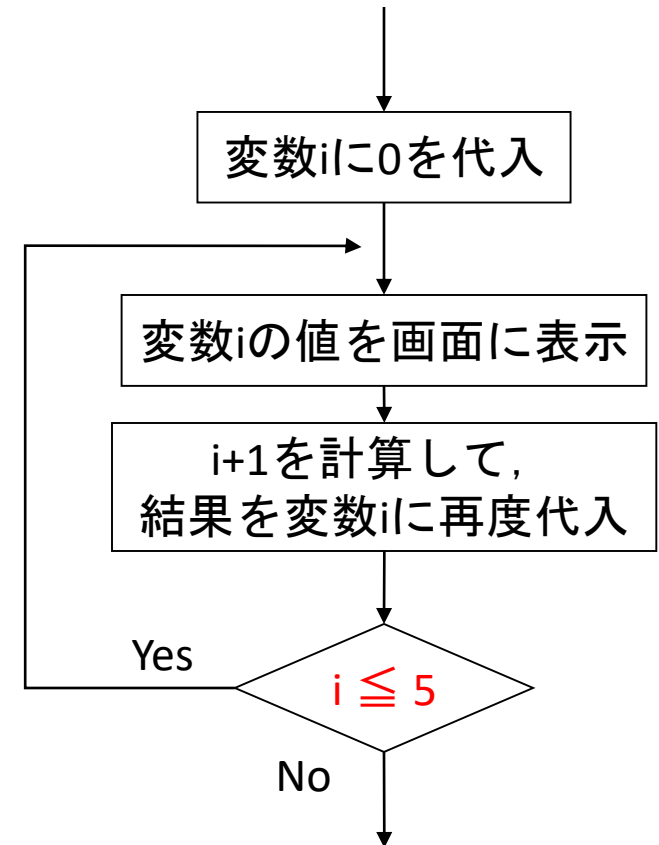 変数iに0を代入
変数iの値を画面に表示
i+1を計算して,
結果を変数iに再度代入
Yes
i ≦ 5
No